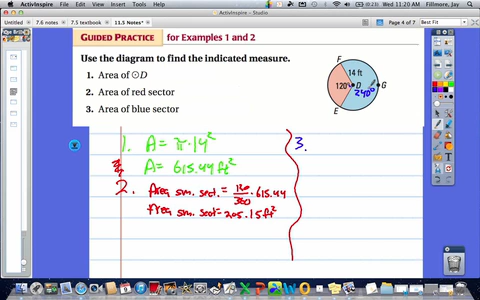 ActivInspire File Edit View Insert Tools Help
(0:23) Wed 11:20 AM Fillmore, Jay
ActivInspire - Studio
Untitled 7.6 notes 7.5 textbook 11.5 Notes*
Page 4 of 7 Best Fit
GUIDED PRACTICE for Examples 1 and 2
Use the diagram to find the indicated measure.
1. Area of ⊙D
2. Area of red sector
3. Area of blue sector
F
14 ft
120° D G
240°
E
1. A = π·14²
A = 615.44 ft²
2. Area sm. sect. = 120/360 · 615.44
Area sm. sect = 205.15 ft²
3.